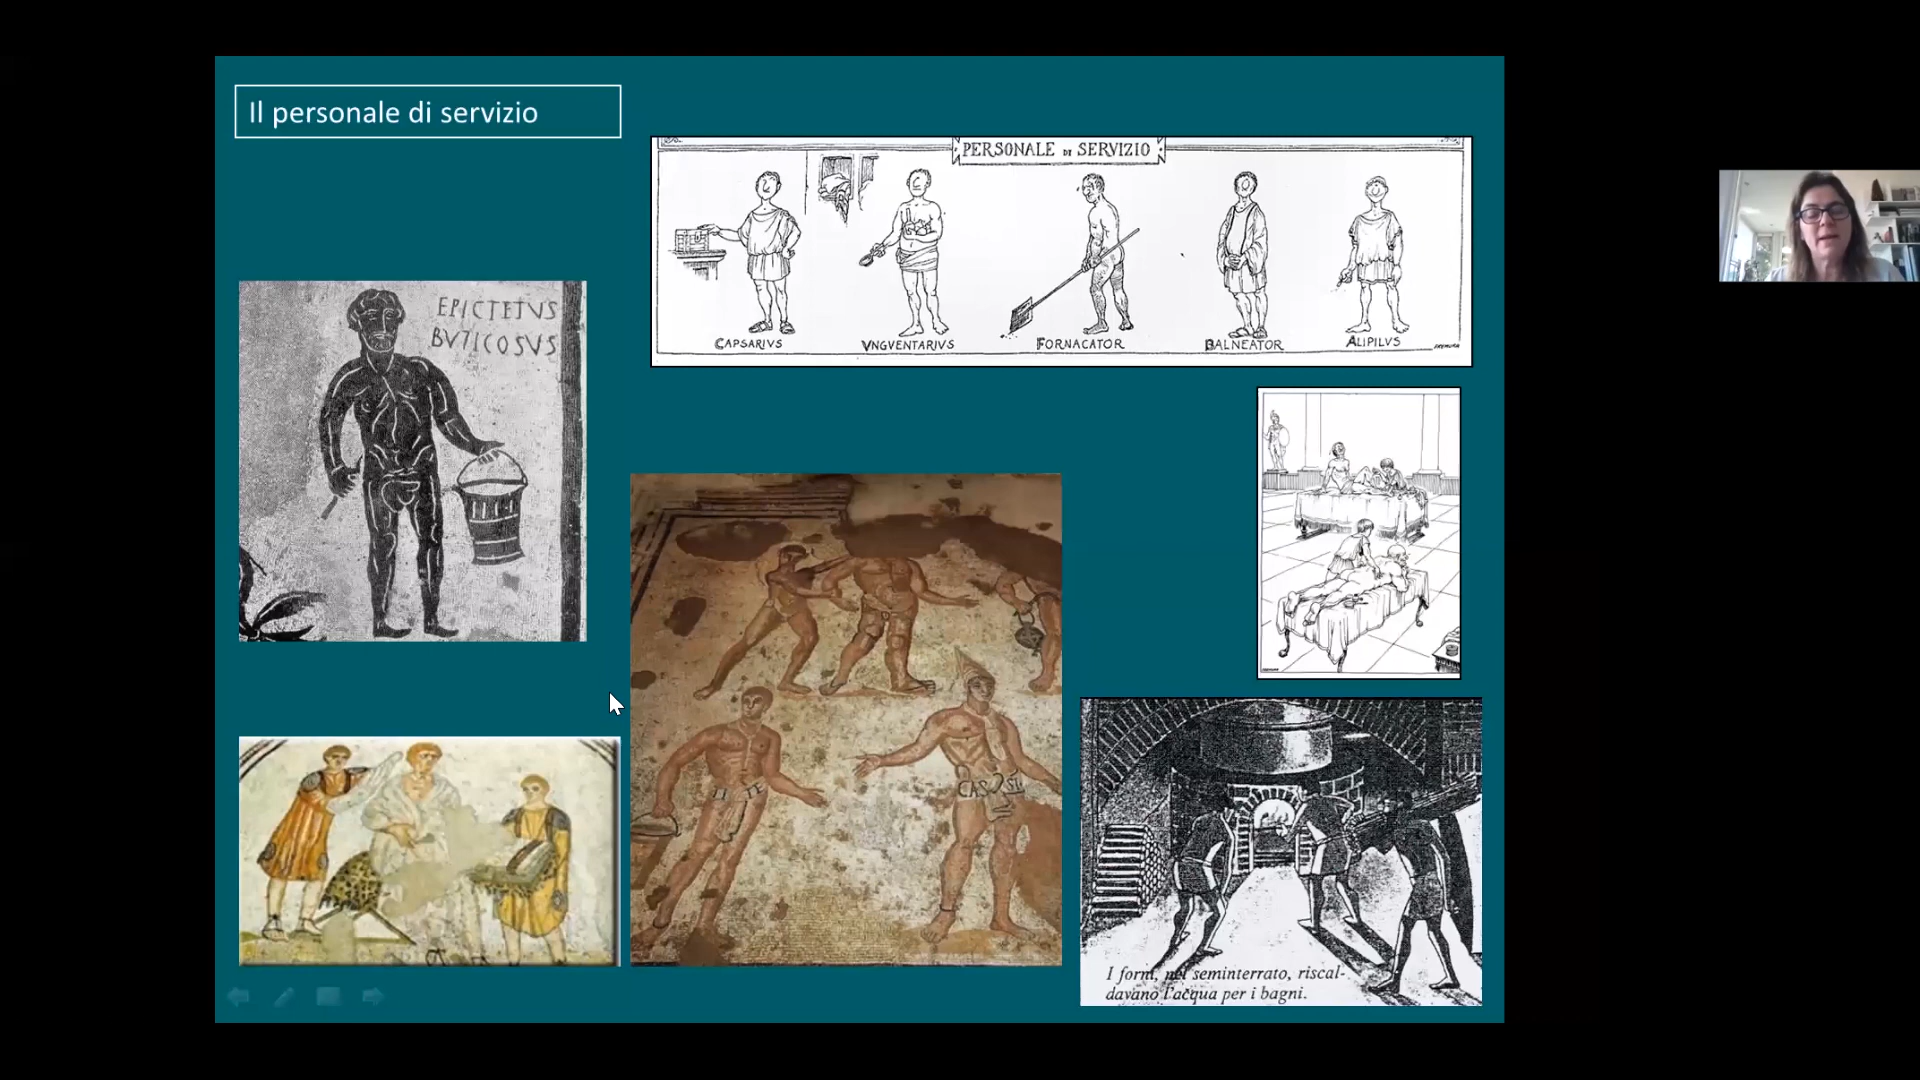 Il personale di servizio
PERSONALE DI SERVIZIO
CAPSARIVS
VNGVENTARIVS
FORNACATOR
BALNEATOR
ALIPILVS
EPICTETVS
BVTICOSVS
I forni, nel seminterrato, riscal-
davano l'acqua per i bagni.